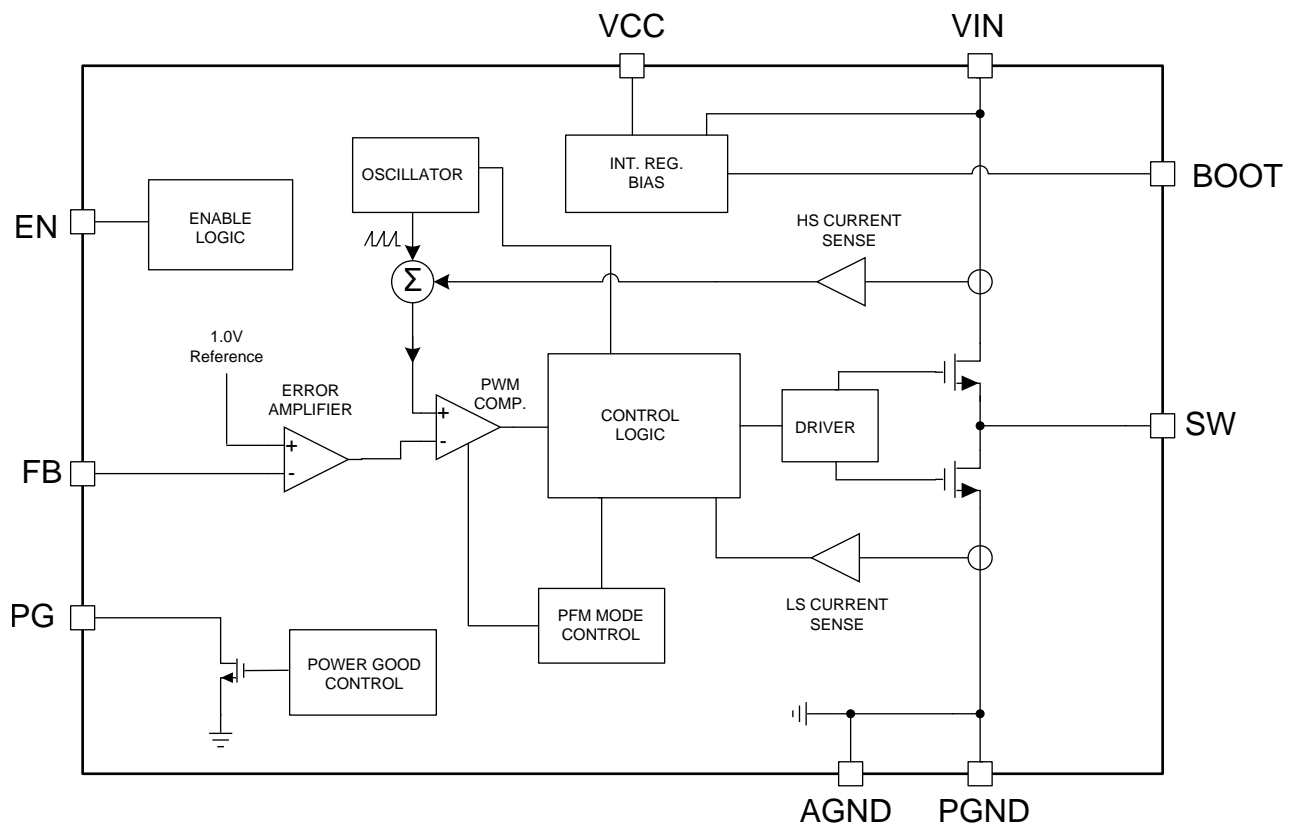 VCC
VIN
OSCILLATOR
INT. REG.
BIAS
BOOT
EN
ENABLE
LOGIC
HS CURRENT
SENSE
Σ
1.0V
Reference
ERROR
AMPLIFIER
PWM
COMP.
+
-
+
-
CONTROL
LOGIC
DRIVER
SW
FB
LS CURRENT
SENSE
PG
PFM MODE
CONTROL
POWER GOOD
CONTROL
AGND
PGND